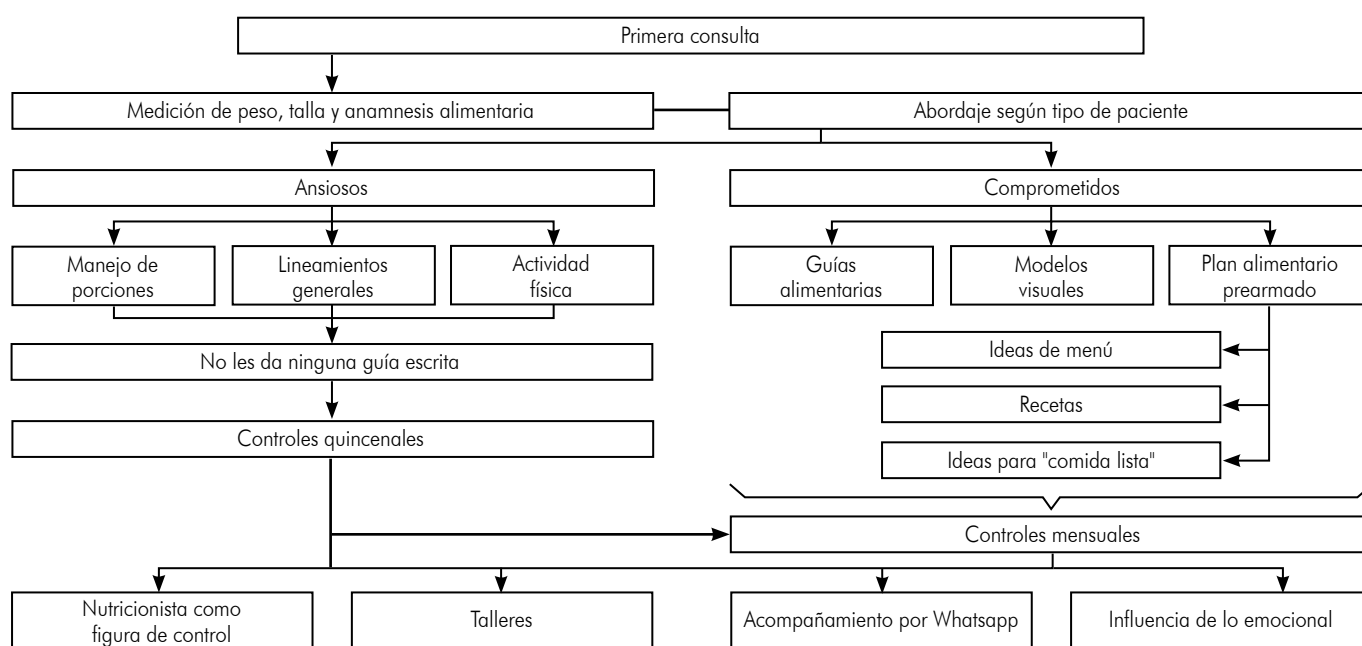 Primera consulta
Medición de peso, talla y anamnesis alimentaria
Abordaje según tipo de paciente
Ansiosos
Comprometidos
Manejo de
porciones
Lineamientos
generales
Actividad
física
Guías
alimentarias
Modelos
visuales
Plan alimentario
prearmado
Ideas de menú
No les da ninguna guía escrita
Recetas
Controles quincenales
Ideas para "comida lista"
Controles mensuales
Nutricionista como
figura de control
Talleres
Acompañamiento por Whatsapp
Influencia de lo emocional